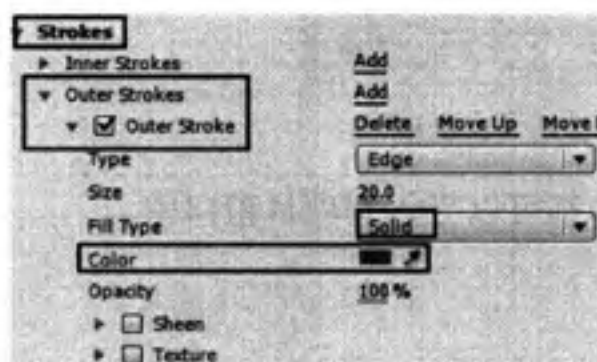 Strokes
Inner Strokes Add
Outer Strokes Add
Outer Stroke Delete Move Up Move
Type Edge
Size 20.0
Fill Type Solid
Color
Opacity 100 %
Sheen
Texture